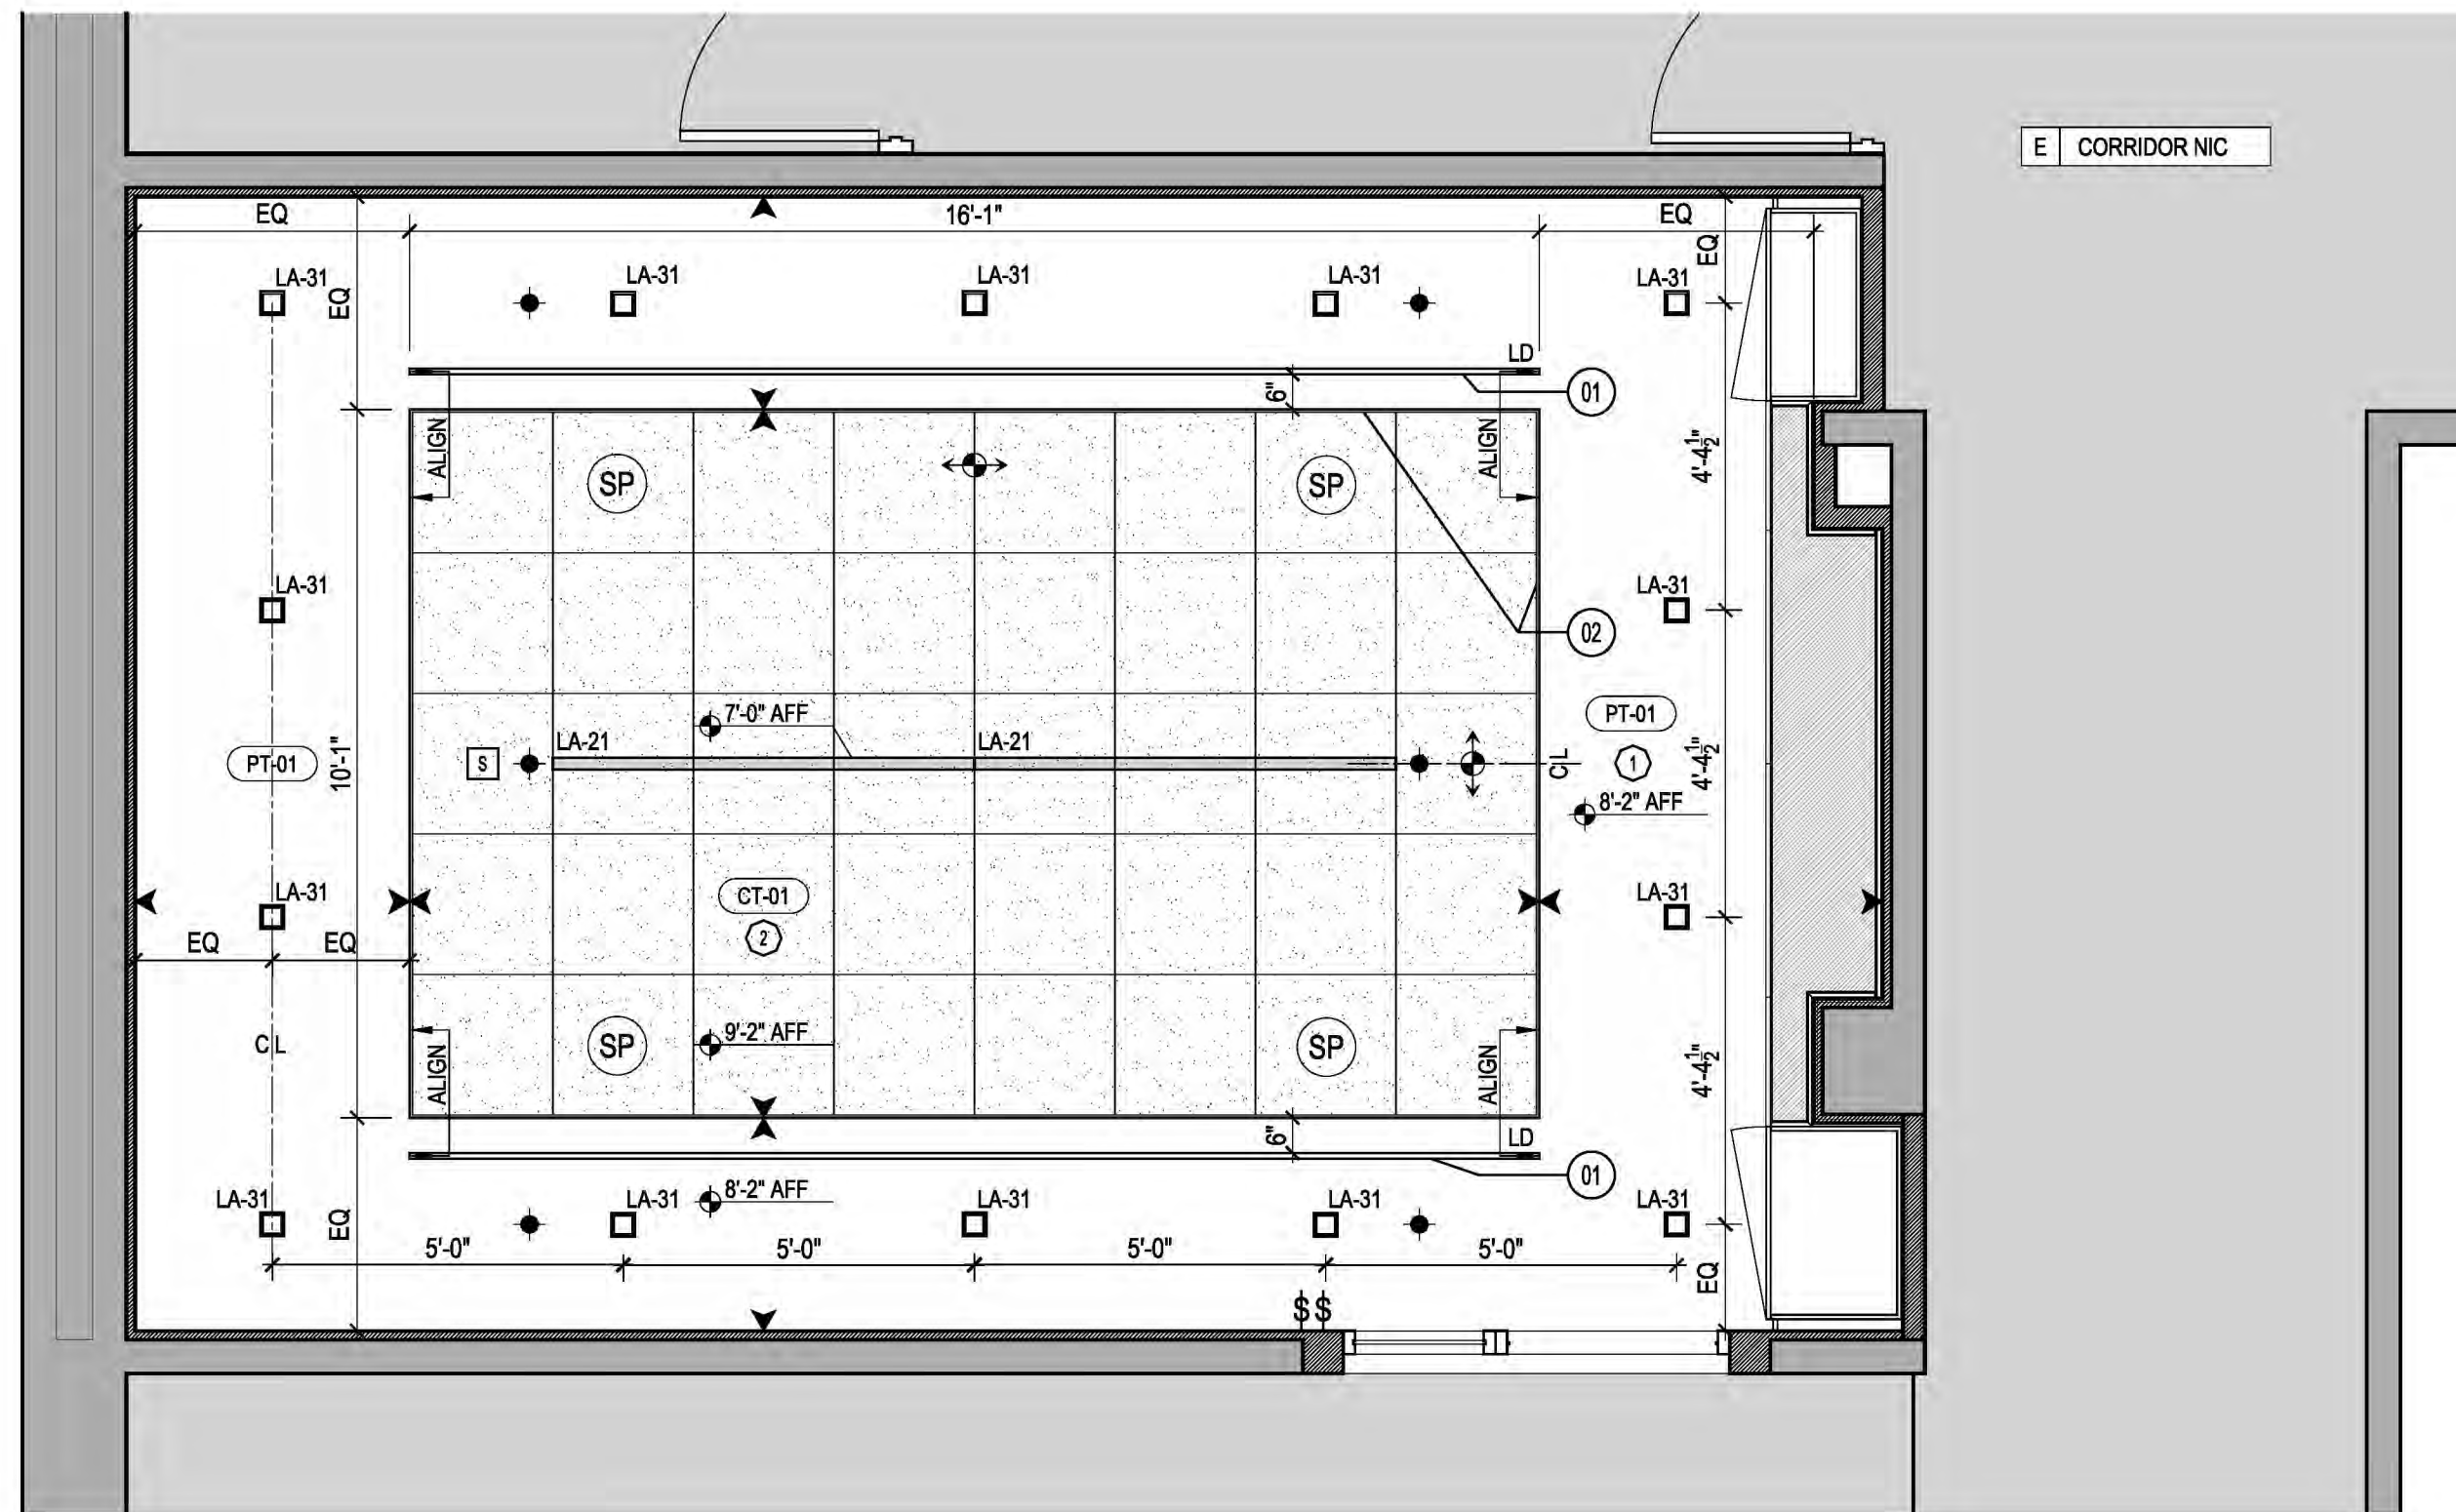 E CORRIDOR NIC
EQ
16'-1"
EQ
EQ
EQ
LA-31
LA-31
LA-31
LA-31
LA-31
LD
6"
01
ALIGN
ALIGN
4'-4½"
SP
SP
LA-31
LA-31
02
7'-0" AFF
PT-01
LA-21
LA-21
S
PT-01
10'-1"
CL
1
4'-4½"
8'-2" AFF
CT-01
LA-31
LA-31
2
EQ
EQ
9'-2" AFF
CL
SP
SP
ALIGN
ALIGN
4'-4½"
6"
LD
01
8'-2" AFF
LA-31
LA-31
LA-31
LA-31
LA-31
EQ
5'-0"
5'-0"
5'-0"
5'-0"
EQ
$ $